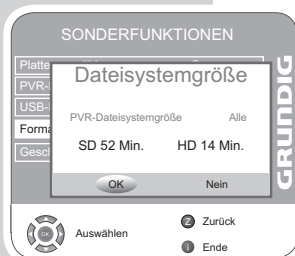 SONDERFUNKTIONEN
Platte
PVR-
USB-
Forma
Gesc
Dateisystemgröße
PVR-Dateisystemgröße Alle
SD 52 Min. HD 14 Min.
OK Nein
GRUNDIG
OK Auswählen
Z Zurück
i Ende